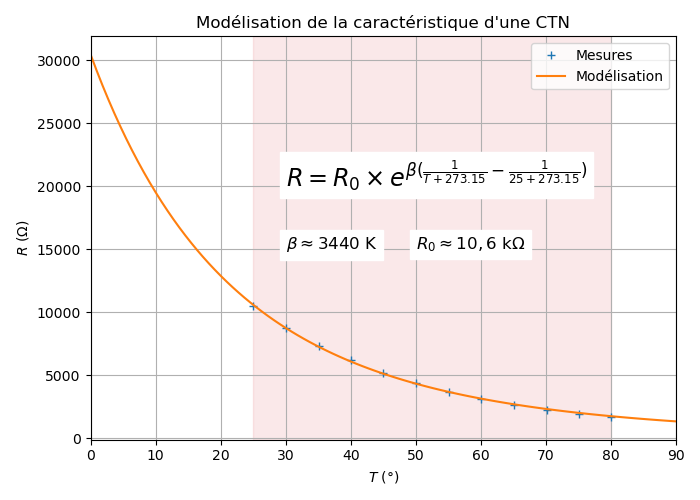 Modélisation de la caractéristique d'une CTN
Mesures
Modélisation
R = R₀ × e^{β(\frac{1}{T+273.15} − \frac{1}{25+273.15})}
β ≈ 3440 K
R₀ ≈ 10,6 kΩ
R (Ω)
30000
25000
20000
15000
10000
5000
0
0 10 20 30 40 50 60 70 80 90
T (°)